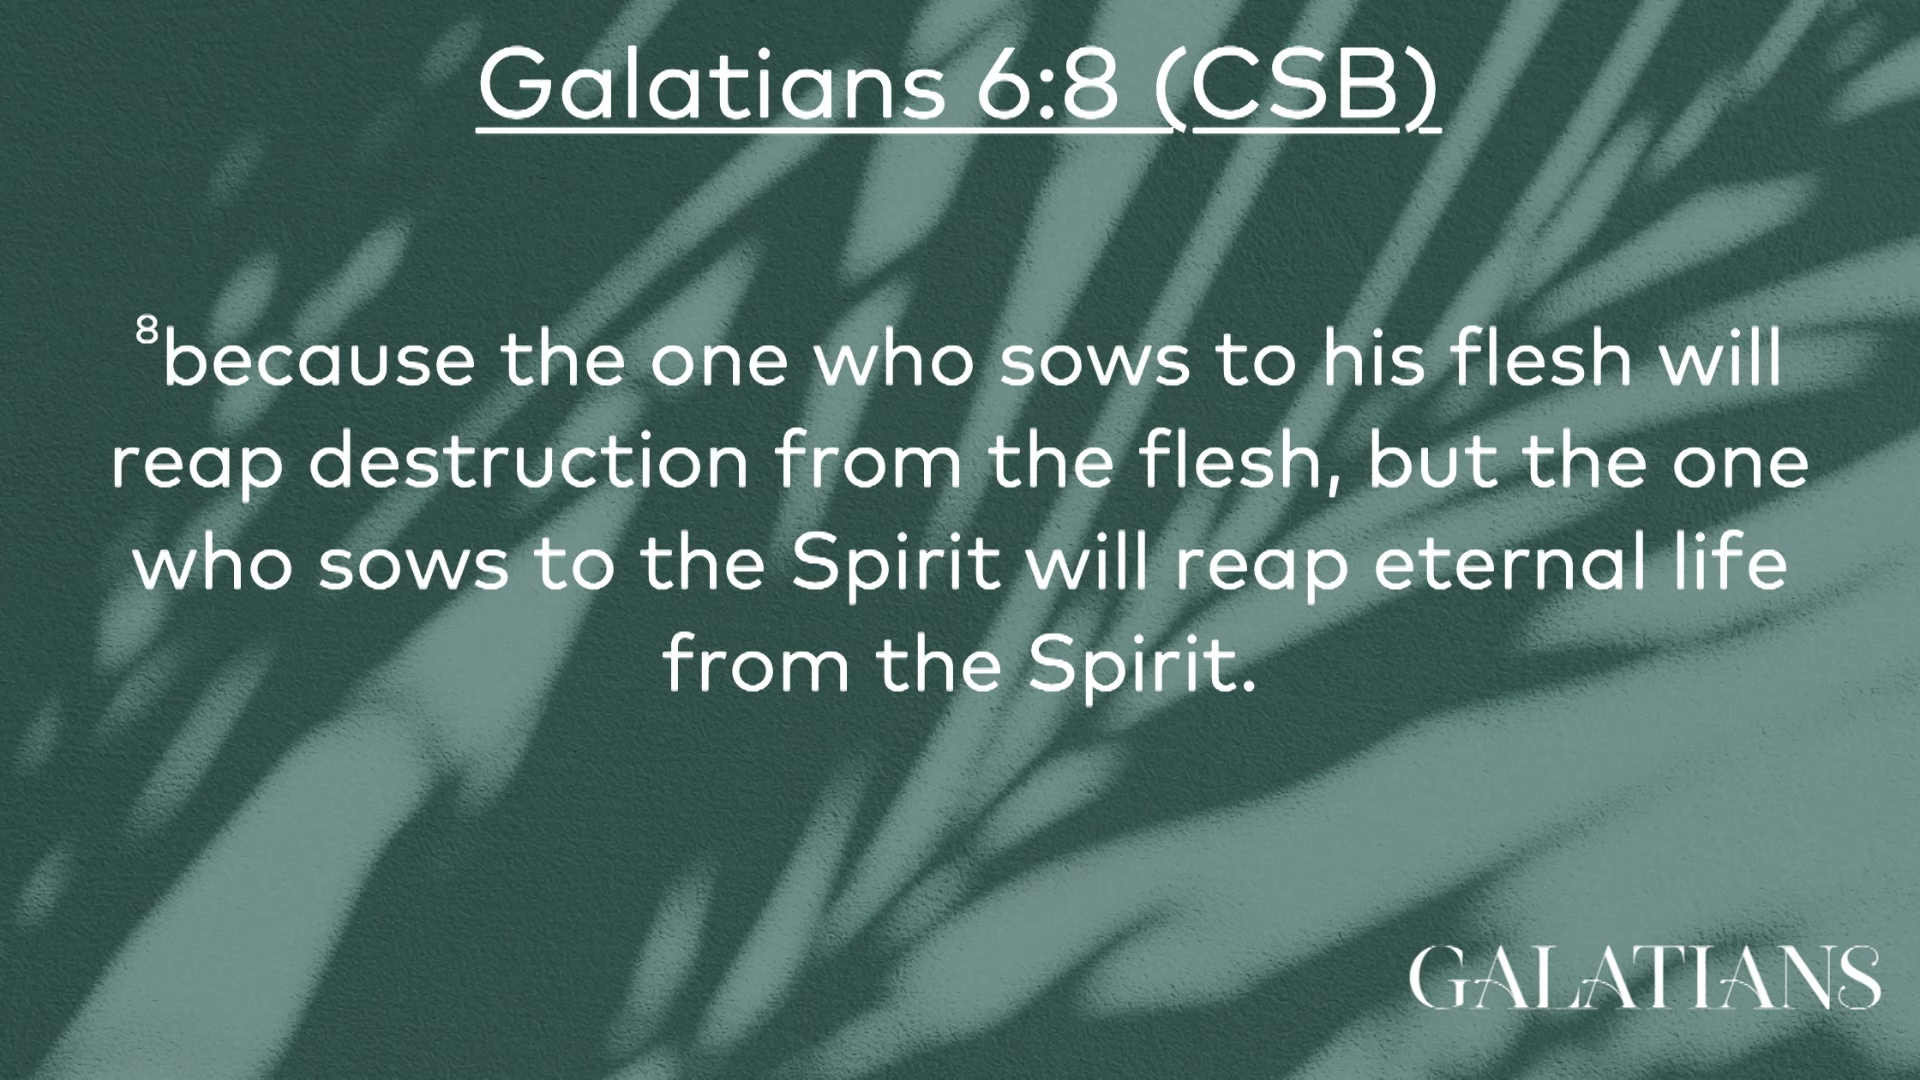 Galatians 6:8 (CSB)
⁸because the one who sows to his flesh will
reap destruction from the flesh, but the one
who sows to the Spirit will reap eternal life
from the Spirit.
GALATIANS